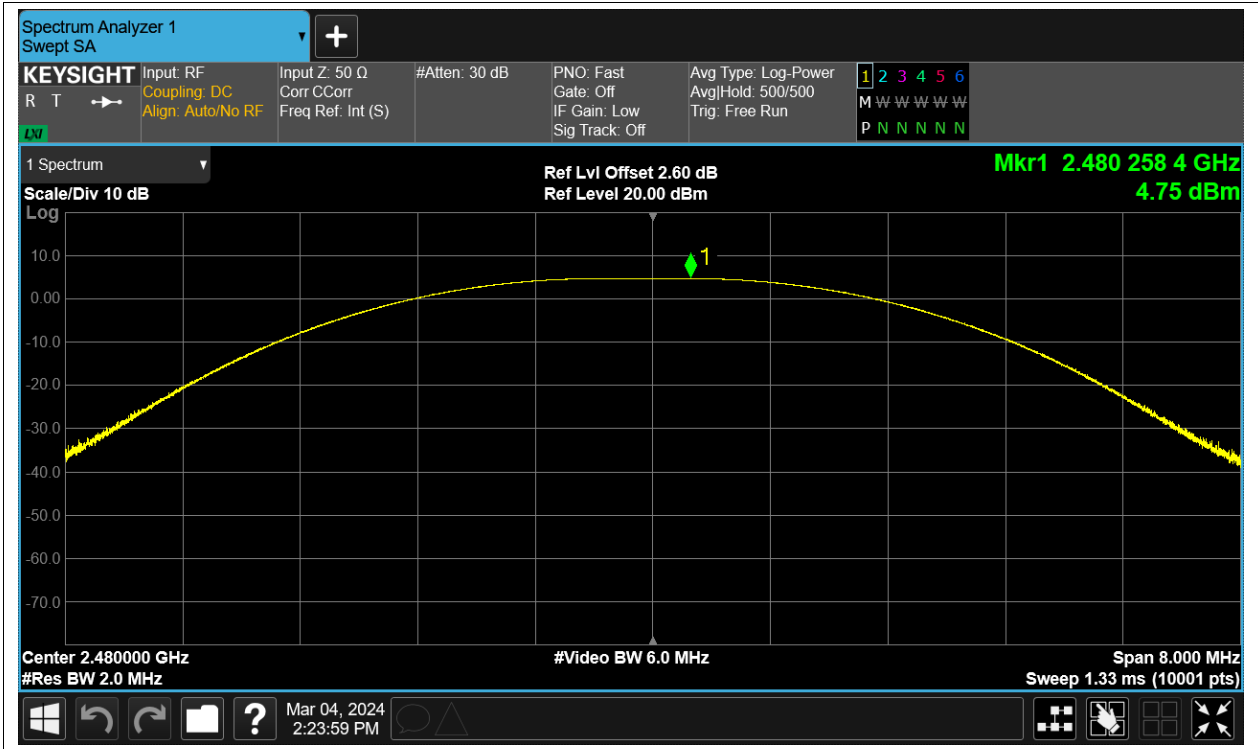 Spectrum Analyzer 1
Swept SA
KEYSIGHT
R T
LXI
Input: RF
Coupling: DC
Align: Auto/No RF
Input Z: 50 Ω
Corr CCorr
Freq Ref: Int (S)
#Atten: 30 dB
PNO: Fast
Gate: Off
IF Gain: Low
Sig Track: Off
Avg Type: Log-Power
Avg|Hold: 500/500
Trig: Free Run
1 2 3 4 5 6
M W W W W W
P N N N N N
1 Spectrum
Scale/Div 10 dB
Log
Ref Lvl Offset 2.60 dB
Ref Level 20.00 dBm
Mkr1 2.480 258 4 GHz
4.75 dBm
1
10.0
0.00
-10.0
-20.0
-30.0
-40.0
-50.0
-60.0
-70.0
Center 2.480000 GHz
#Res BW 2.0 MHz
#Video BW 6.0 MHz
Span 8.000 MHz
Sweep 1.33 ms (10001 pts)
?
Mar 04, 2024
2:23:59 PM